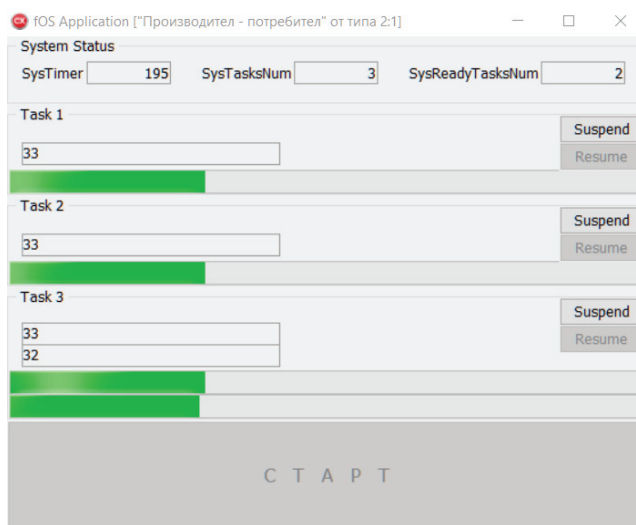 fOS Application ["Производител - потребител" от типа 2:1]
System Status
SysTimer 195 SysTasksNum 3 SysReadyTasksNum 2
Task 1
Suspend
33
Resume
Task 2
Suspend
33
Resume
Task 3
Suspend
33
Resume
32
С Т А Р Т